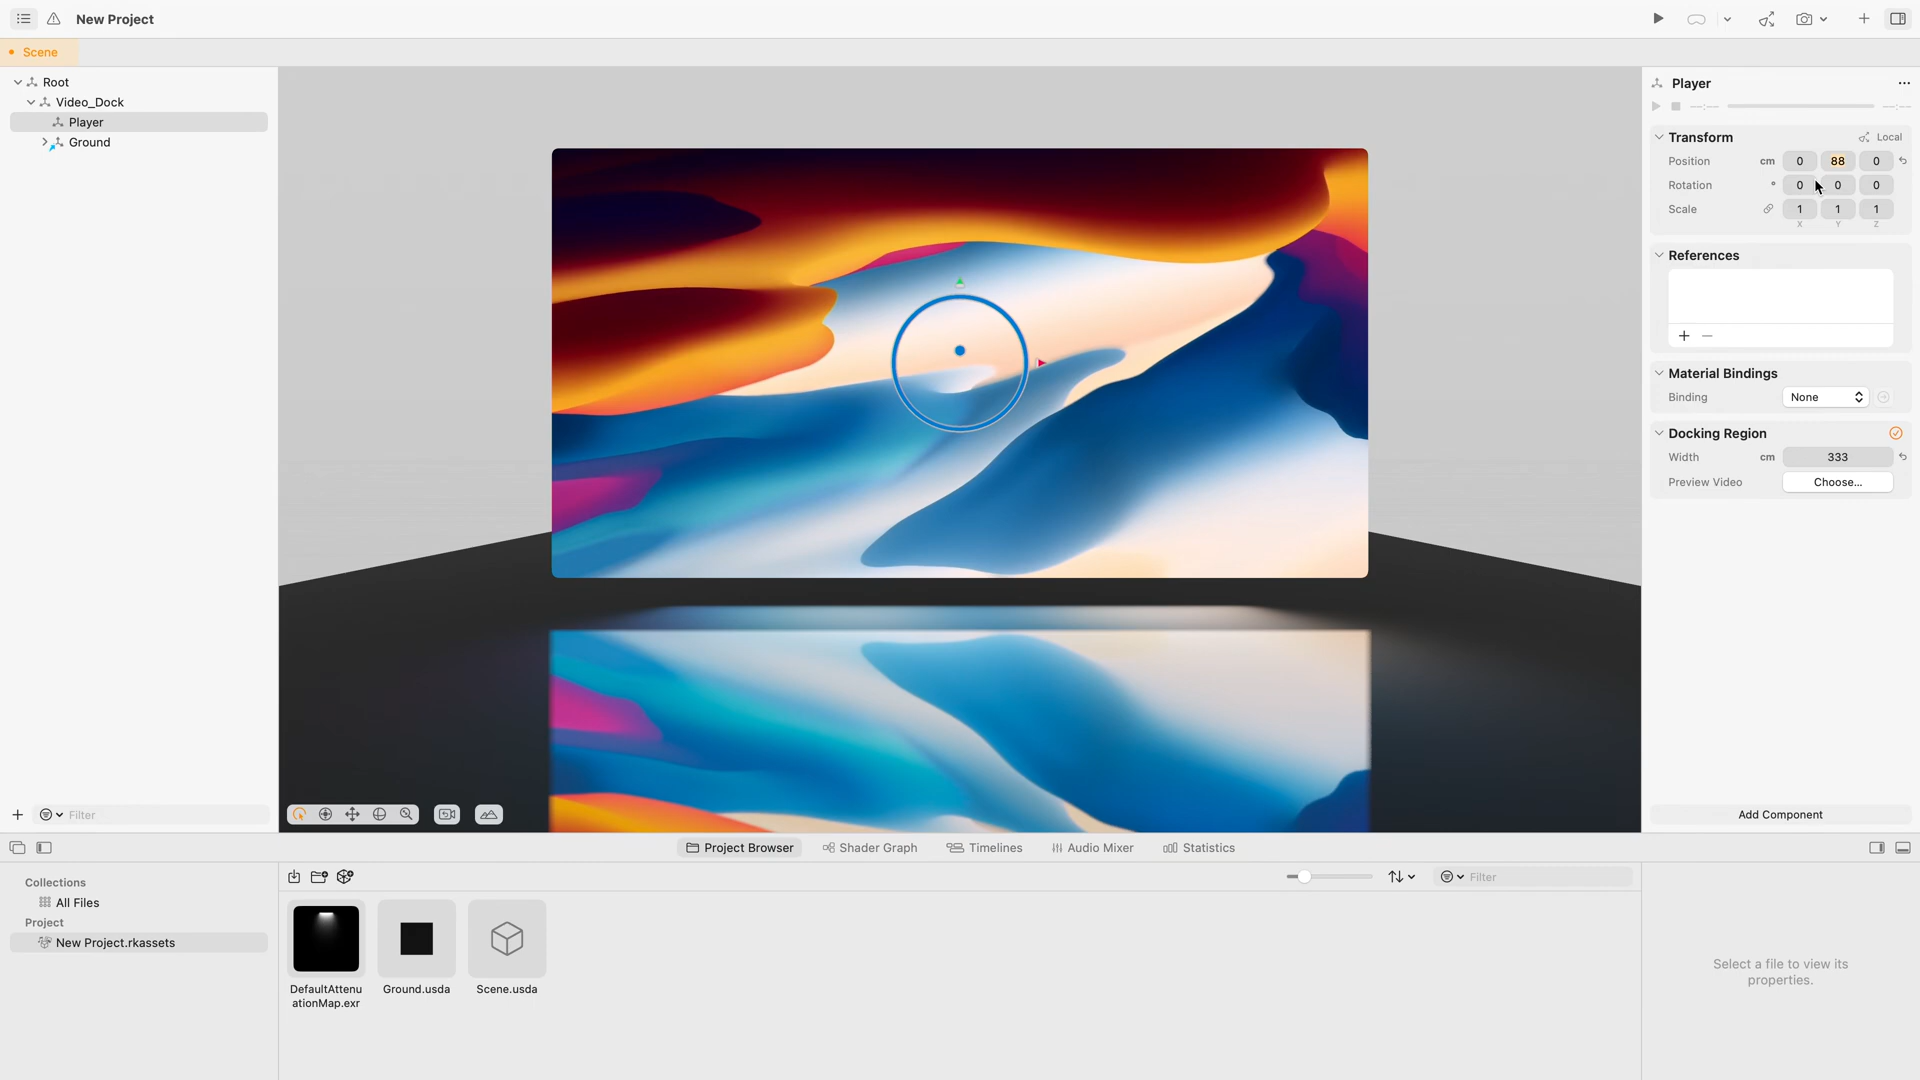 New Project
Scene
Root
Video_Dock
Player
Ground
Filter
Player
--:--
--:--
Transform
Local
Position cm 0 88 0
Rotation ° 0 0 0
Scale 1 1 1
X Y Z
References
Material Bindings
Binding None
Docking Region
Width cm 333
Preview Video Choose...
Add Component
Project Browser
Shader Graph
Timelines
Audio Mixer
Statistics
Collections
All Files
Project
New Project.rkassets
Filter
DefaultAttenu
ationMap.exr
Ground.usda
Scene.usda
Select a file to view its
properties.